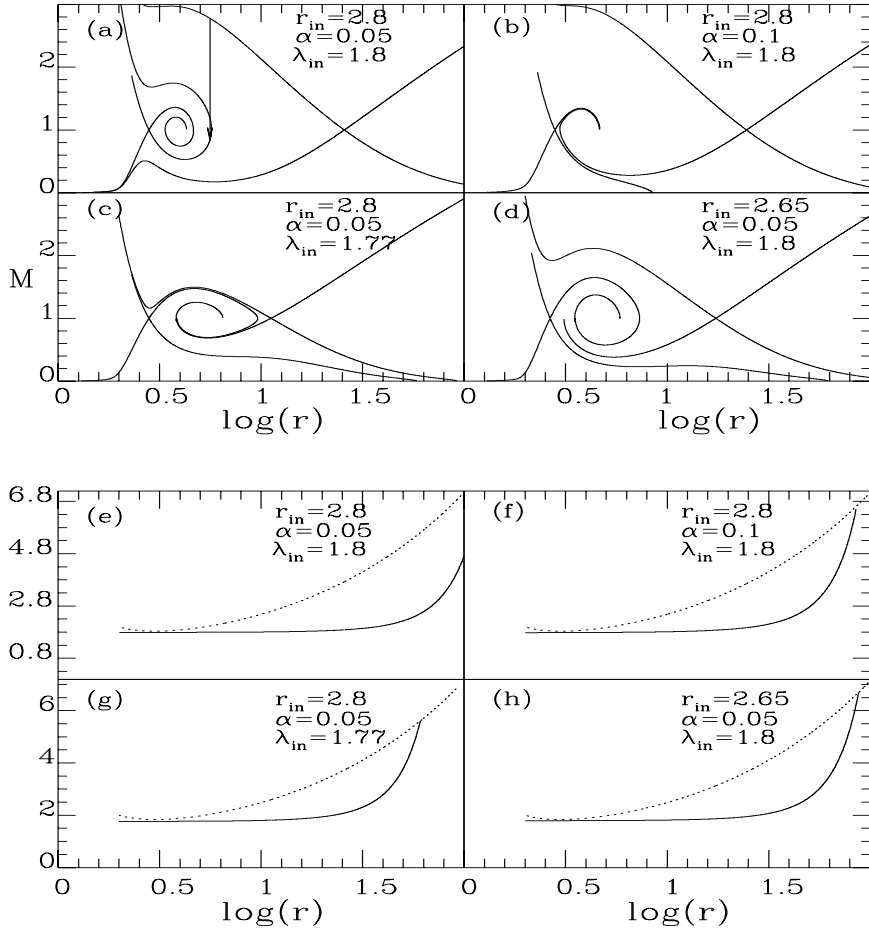 (a)
r_in=2.8
α=0.05
λ_in=1.8
(b)
r_in=2.8
α=0.1
λ_in=1.8
2
1
0
(c)
r_in=2.8
α=0.05
λ_in=1.77
(d)
r_in=2.65
α=0.05
λ_in=1.8
M
2
1
0
0 0.5 1 1.5
0 0.5 1 1.5
log(r)
log(r)
(e)
r_in=2.8
α=0.05
λ_in=1.8
(f)
r_in=2.8
α=0.1
λ_in=1.8
6.8
4.8
2.8
0.8
(g)
r_in=2.8
α=0.05
λ_in=1.77
(h)
r_in=2.65
α=0.05
λ_in=1.8
6
4
2
0
0 0.5 1 1.5
0 0.5 1 1.5
log(r)
log(r)